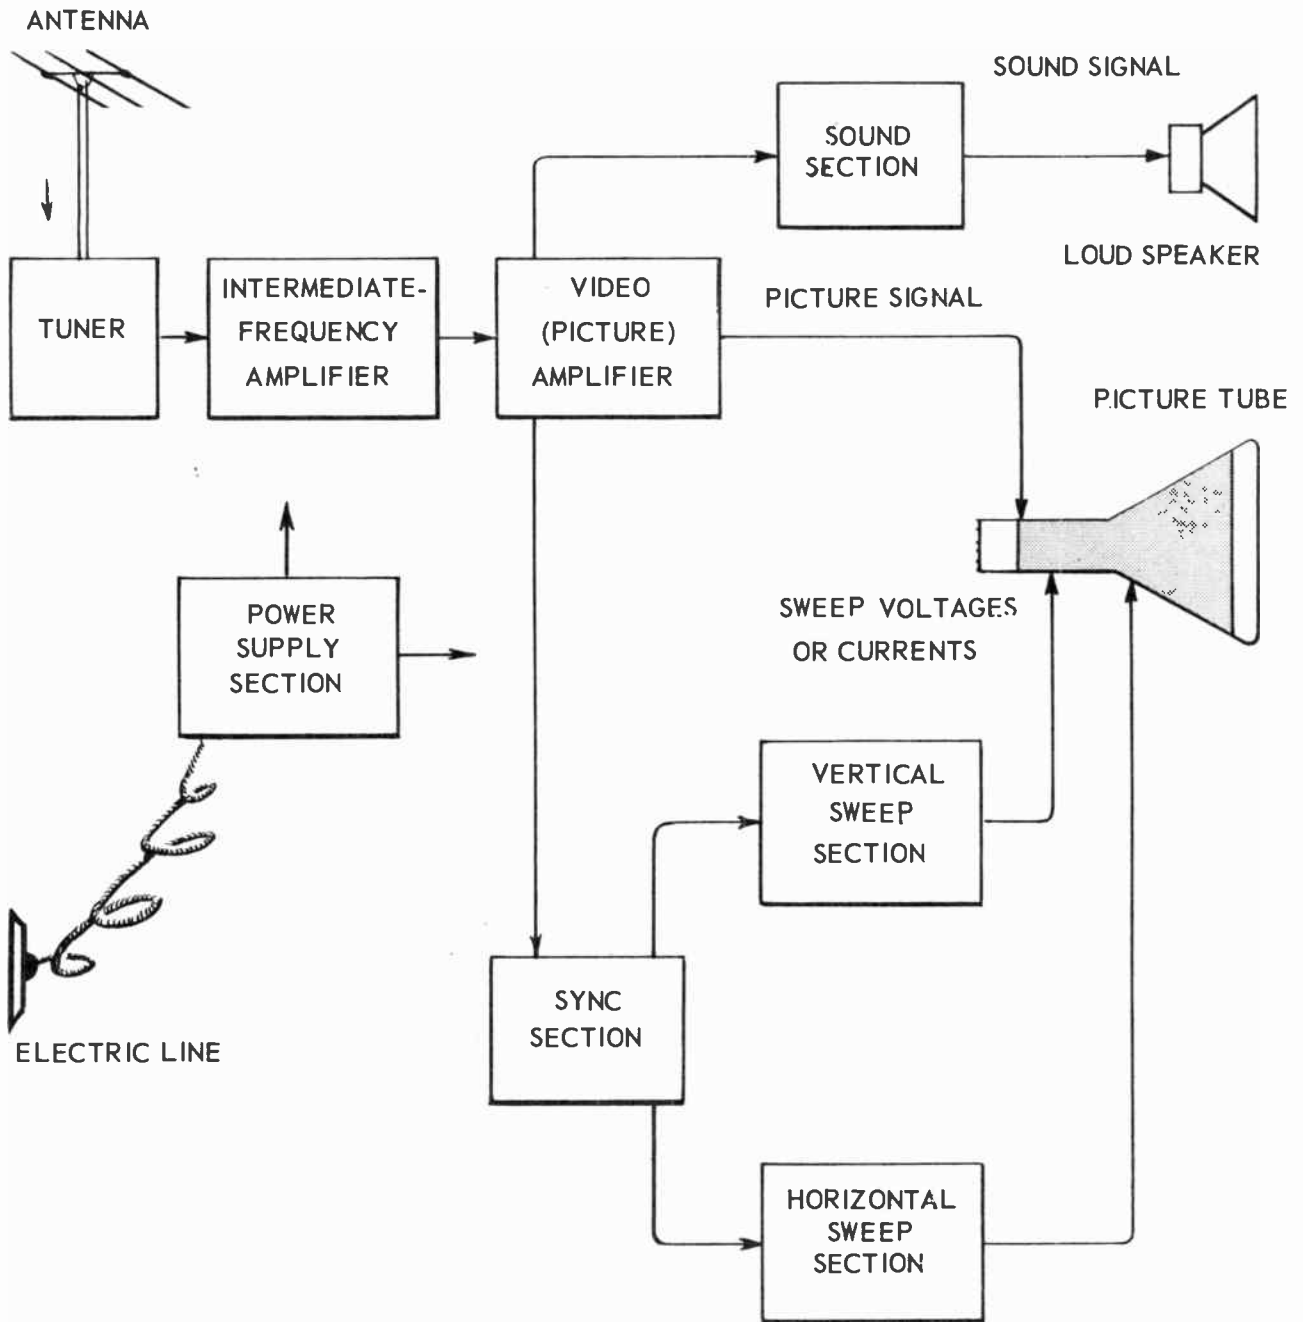 ANTENNA
SOUND SIGNAL
SOUND
SECTION
LOUD SPEAKER
TUNER
INTERMEDIATE-
FREQUENCY
AMPLIFIER
VIDEO
(PICTURE)
AMPLIFIER
PICTURE SIGNAL
PICTURE TUBE
POWER
SUPPLY
SECTION
SWEEP VOLTAGES
OR CURRENTS
VERTICAL
SWEEP
SECTION
SYNC
SECTION
ELECTRIC LINE
HORIZONTAL
SWEEP
SECTION